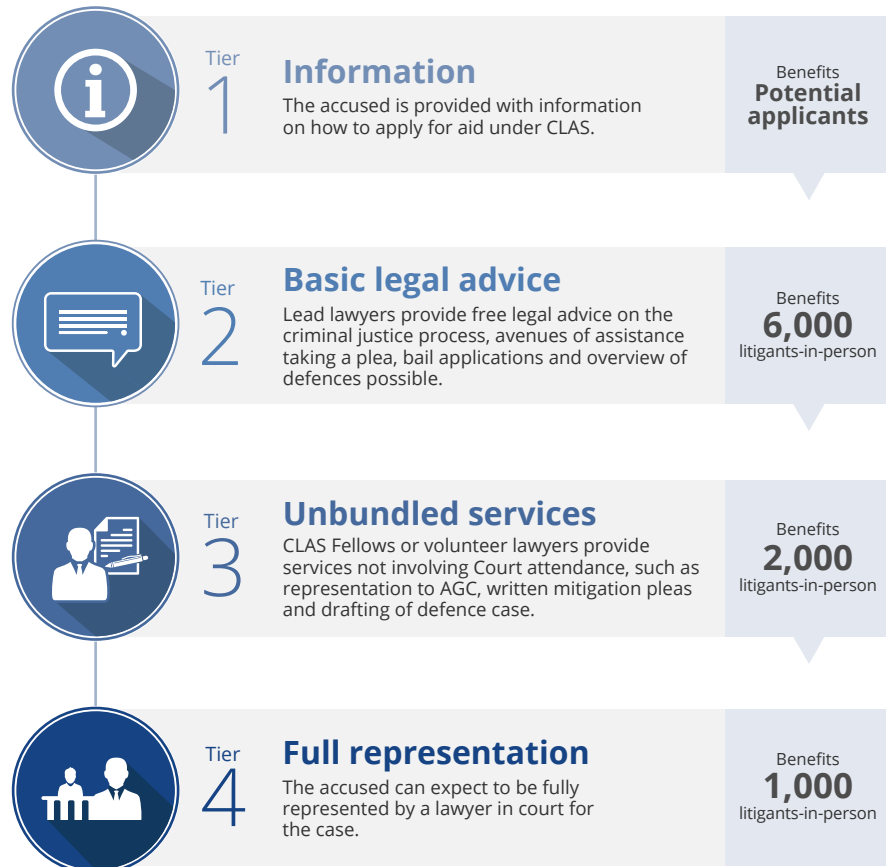 Tier
1
Information
The accused is provided with information
on how to apply for aid under CLAS.
Benefits
Potential
applicants
Tier
2
Basic legal advice
Lead lawyers provide free legal advice on the
criminal justice process, avenues of assistance
taking a plea, bail applications and overview of
defences possible.
Benefits
6,000
litigants-in-person
Tier
3
Unbundled services
CLAS Fellows or volunteer lawyers provide
services not involving Court attendance, such as
representation to AGC, written mitigation pleas
and drafting of defence case.
Benefits
2,000
litigants-in-person
Tier
4
Full representation
The accused can expect to be fully
represented by a lawyer in court for
the case.
Benefits
1,000
litigants-in-person